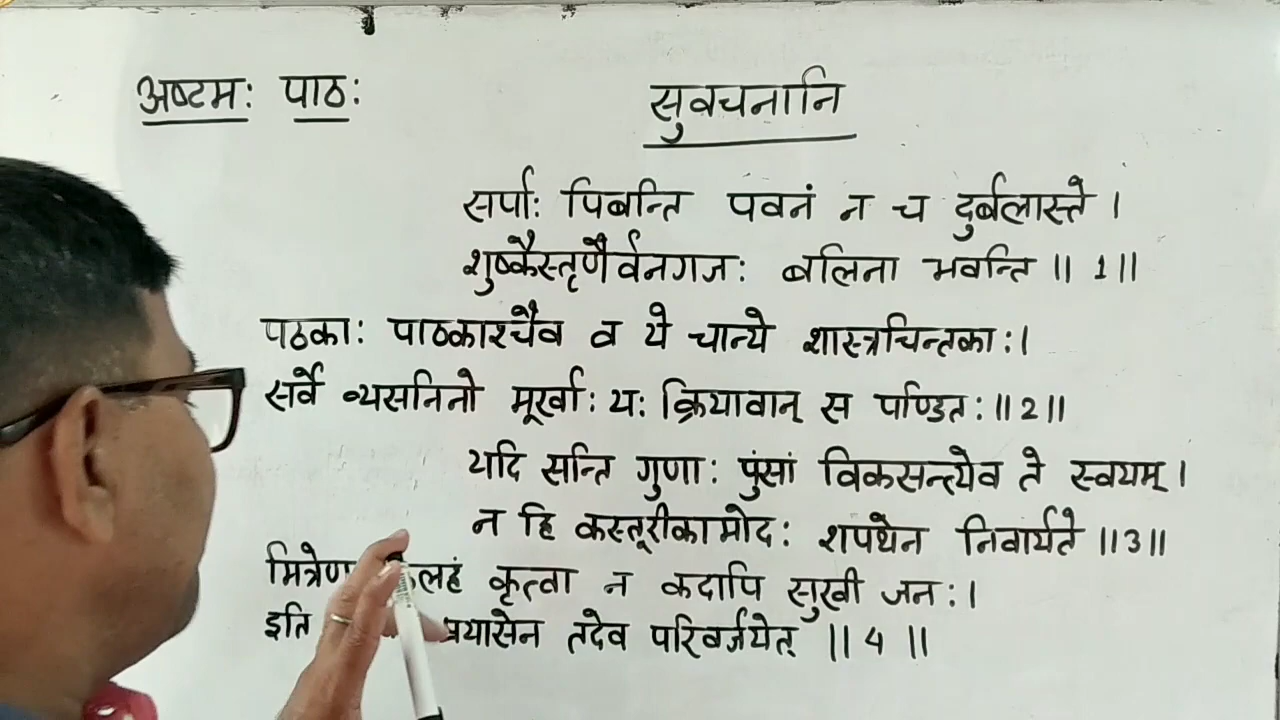 अष्टम: पाठ:
सुवचनानि
सर्पा: पिबन्ति पवनं न च दुर्बलास्ते ।
शुष्कैस्तृणैर्वनगज: बलिना भवन्ति ॥ 1॥
पठका: पाठकाश्चैव व ये चान्ये शास्त्रचिन्तका:।
सर्वे व्यसनिनो मूर्खा: य: क्रियावान् स पण्डित: ॥2॥
यदि सन्ति गुणा: पुंसां विकसन्त्येव ते स्वयम् ।
न हि कस्तूरीकामोद: शपथेन निवार्यते ॥3॥
मित्रेण कलहं कृत्वा न कदापि सुखी जन:।
इति प्रयासेन तदेव परिवर्जयेत् ॥ 4 ॥